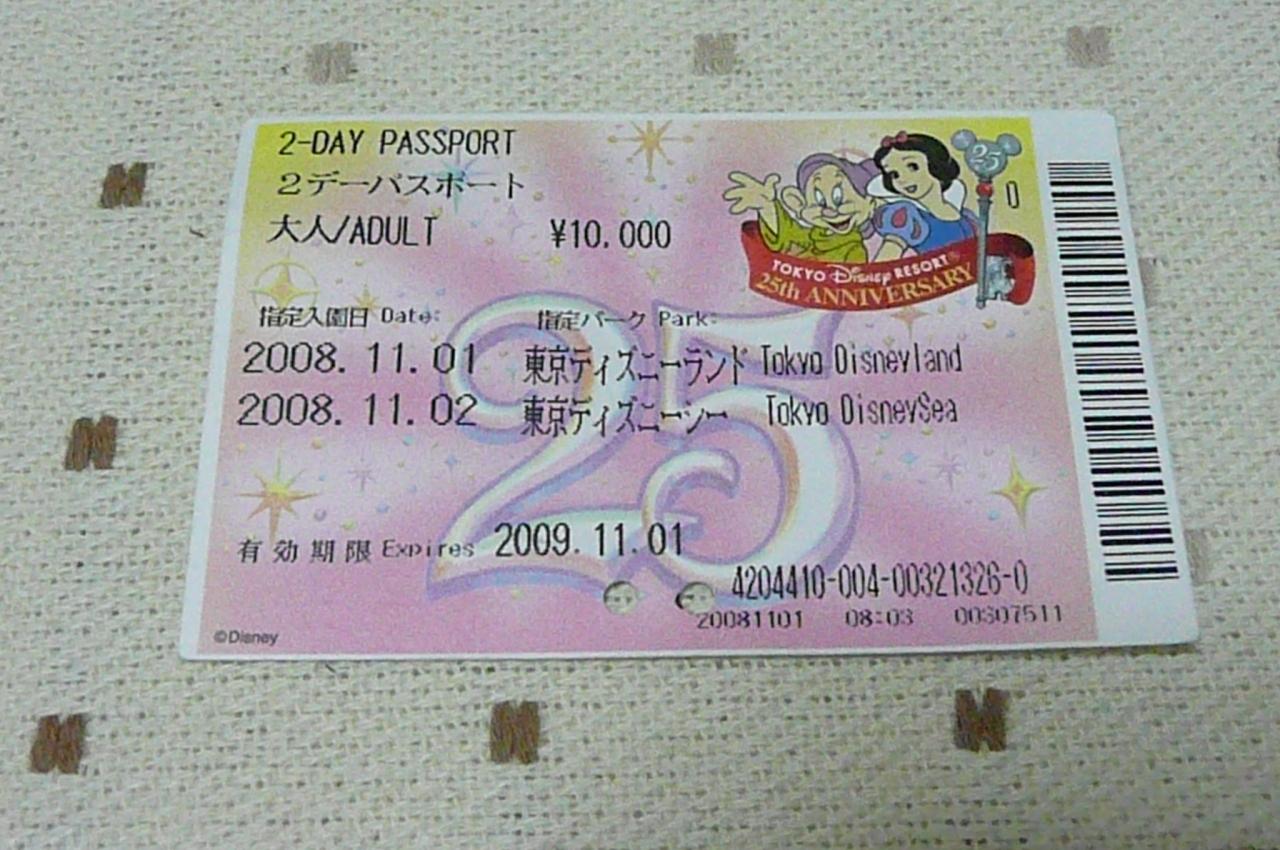 2-DAY PASSPORT
2デーパスポート
大人/ADULT ¥10,000
25
TOKYO Disney RESORT®
25th ANNIVERSARY
指定入園日 Date: 指定パーク Park:
2008.11.01 東京ディズニーランド Tokyo Disneyland
2008.11.02 東京ディズニーシー Tokyo DisneySea
25
有効期限 Expires 2009.11.01
4204410-004-00321326-0
20081101 08:03 00307511
©Disney